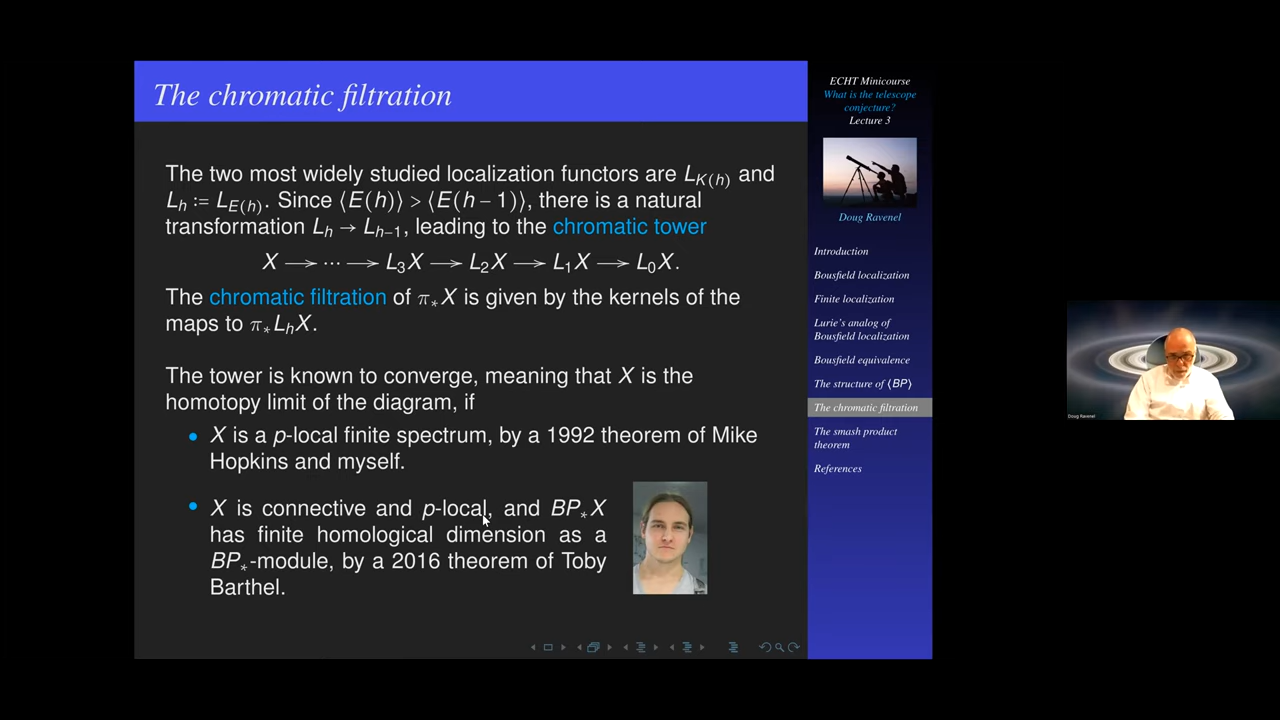 The chromatic filtration
The two most widely studied localization functors are L_{K(h)} and
L_h := L_{E(h)}. Since ⟨E(h)⟩ > ⟨E(h − 1)⟩, there is a natural
transformation L_h → L_{h−1}, leading to the chromatic tower
X → ⋯ → L_3X → L_2X → L_1X → L_0X.
The chromatic filtration of π_*X is given by the kernels of the
maps to π_*L_hX.
The tower is known to converge, meaning that X is the
homotopy limit of the diagram, if
• X is a p-local finite spectrum, by a 1992 theorem of Mike
Hopkins and myself.
• X is connective and p-local, and BP_*X
has finite homological dimension as a
BP_*-module, by a 2016 theorem of Toby
Barthel.
ECHT Minicourse
What is the telescope
conjecture?
Lecture 3
Doug Ravenel
Introduction
Bousfield localization
Finite localization
Lurie's analog of
Bousfield localization
Bousfield equivalence
The structure of ⟨BP⟩
The chromatic filtration
The smash product
theorem
References
Doug Ravenel